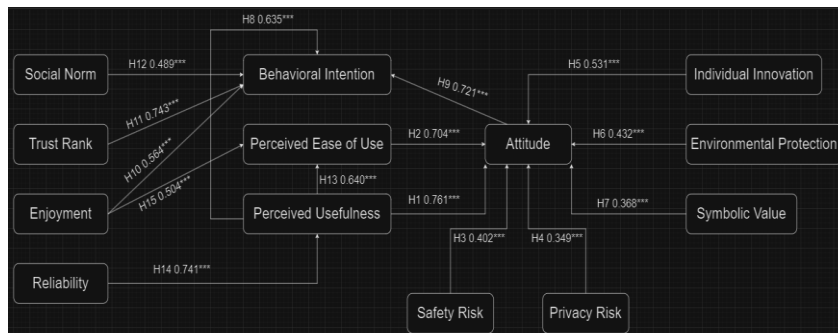 H8 0.635***
Social Norm
H12 0.489***
Behavioral Intention
H5 0.531***
Individual Innovation
H9 0.721***
H11 0.743***
Trust Rank
H10 0.564***
Perceived Ease of Use
H2 0.704***
Attitude
H6 0.432***
Environmental Protection
H15 0.504***
H13 0.640***
Enjoyment
Perceived Usefulness
H1 0.761***
H7 0.368***
Symbolic Value
H3 0.402***
H4 0.349***
Reliability
H14 0.741***
Safety Risk
Privacy Risk